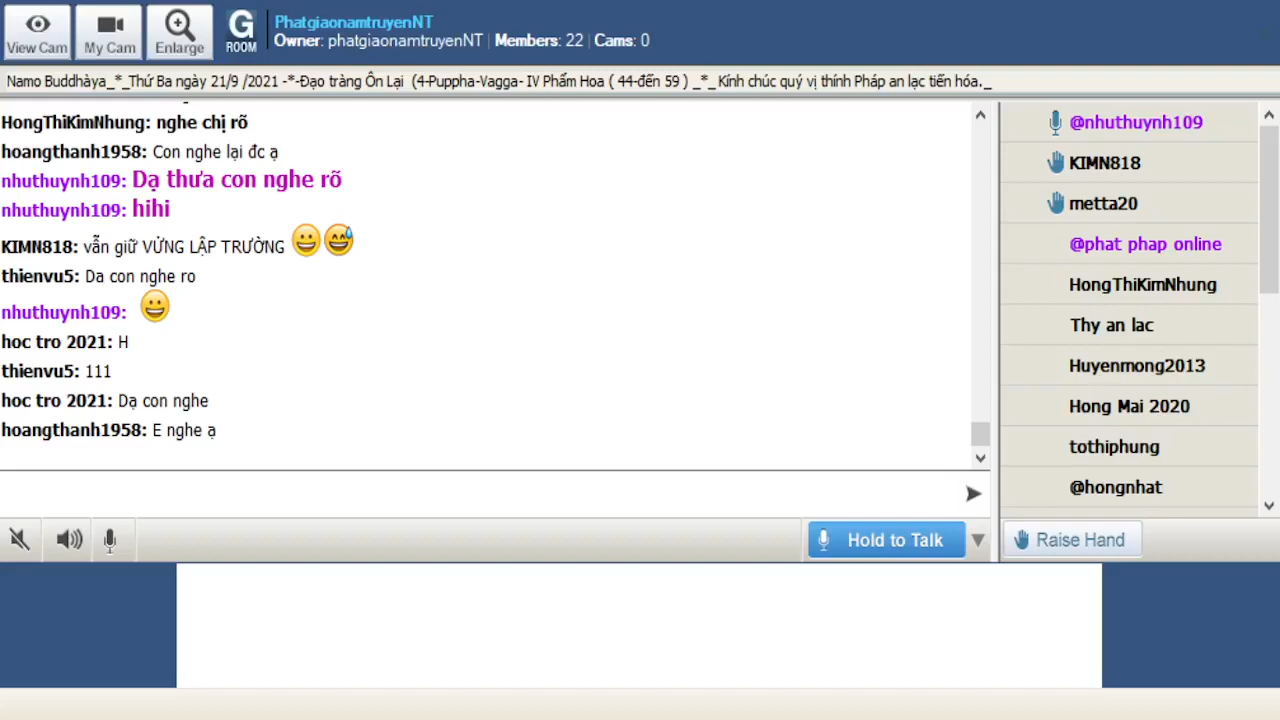 View Cam
My Cam
Enlarge
G
ROOM
PhatgiaonamtruyenNT
Owner: phatgiaonamtruyenNT | Members: 22 | Cams: 0
Namo Buddhàya_*_Thứ Ba ngày 21/9 /2021 -*-Đạo tràng Ôn Lại (4-Puppha-Vagga- IV Phẩm Hoa ( 44-đến 59 ) _*_Kính chúc quý vị thính Pháp an lạc tiến hóa._
HongThiKimNhung: nghe chị rõ
hoangthanh1958: Con nghe lại đc ạ
nhuthuynh109: Dạ thưa con nghe rõ
nhuthuynh109: hihi
KIMN818: vẫn giữ VỬNG LẬP TRƯỜNG
thienvu5: Da con nghe ro
nhuthuynh109:
hoc tro 2021: H
thienvu5: 111
hoc tro 2021: Dạ con nghe
hoangthanh1958: E nghe ạ
@nhuthuynh109
KIMN818
metta20
@phat phap online
HongThiKimNhung
Thy an lac
Huyenmong2013
Hong Mai 2020
tothiphung
@hongnhat
Hold to Talk
Raise Hand